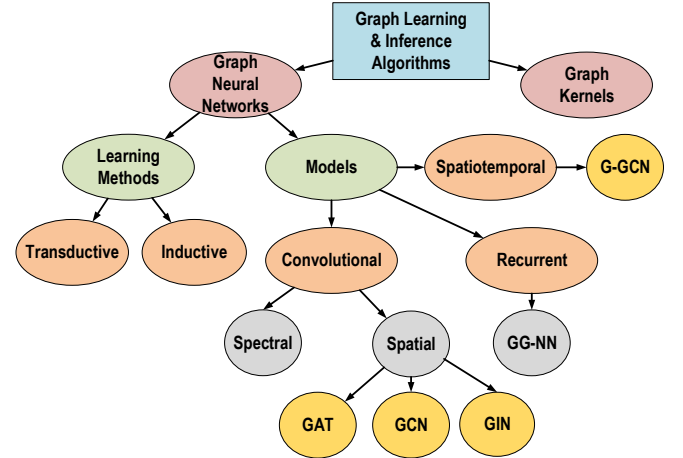 Graph Learning
& Inference
Algorithms
Graph
Neural
Networks
Graph
Kernels
Learning
Methods
Models
Spatiotemporal
G-GCN
Transductive
Inductive
Convolutional
Recurrent
Spectral
Spatial
GG-NN
GAT
GCN
GIN